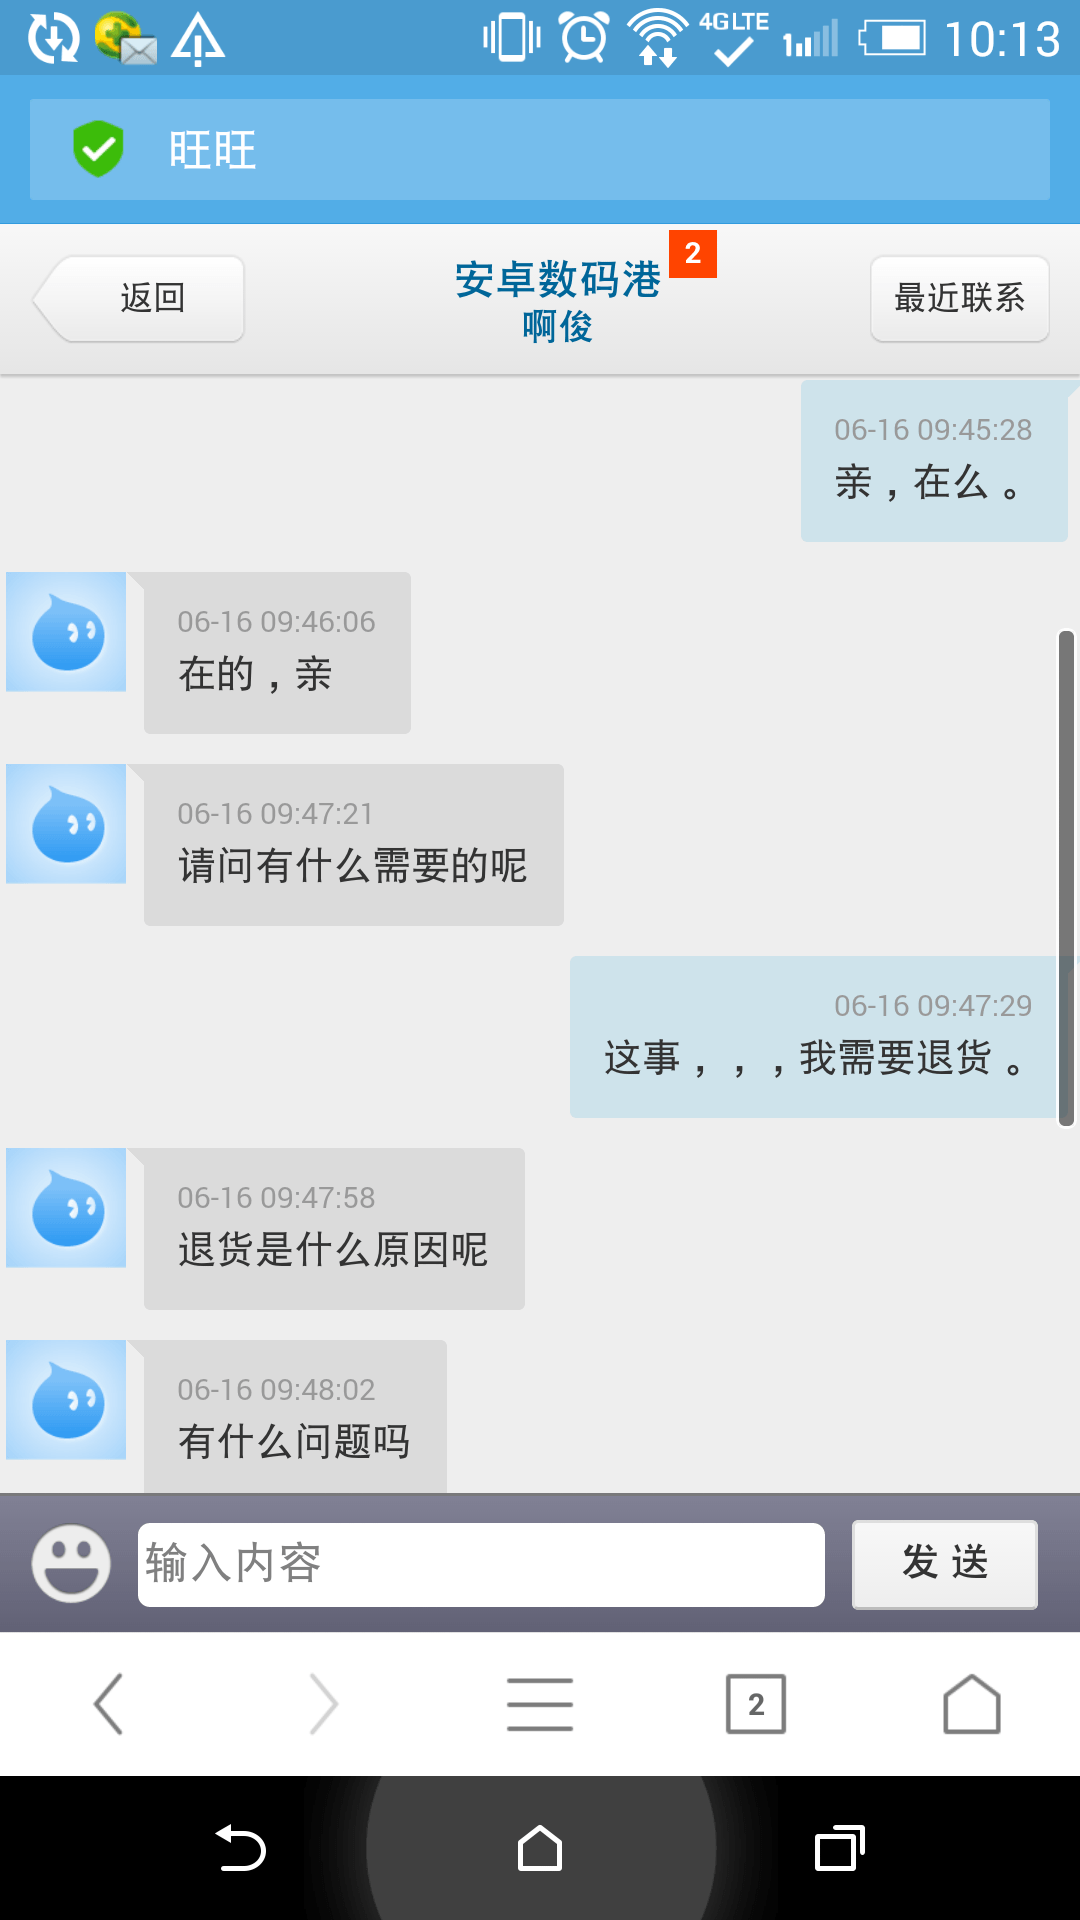 4G LTE 10:13
旺旺
返回
安卓数码港 2
啊俊
最近联系
06-16 09:45:28
亲，在么。
06-16 09:46:06
在的，亲
06-16 09:47:21
请问有什么需要的呢
06-16 09:47:29
这事，，，我需要退货。
06-16 09:47:58
退货是什么原因呢
06-16 09:48:02
有什么问题吗
输入内容
发 送
2